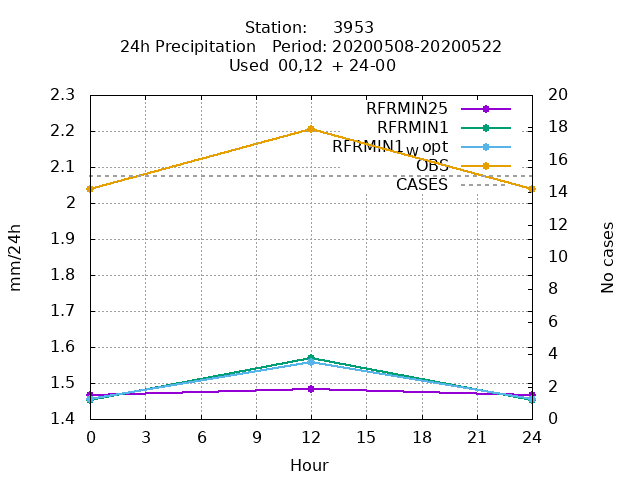 Station: 3953
24h Precipitation Period: 20200508-20200522
Used 00,12 + 24-00
RFRMIN25
RFRMIN1
RFRMIN1wopt
OBS
CASES
mm/24h
2.3
2.2
2.1
2
1.9
1.8
1.7
1.6
1.5
1.4
No cases
20
18
16
14
12
10
8
6
4
2
0
0 3 6 9 12 15 18 21 24
Hour